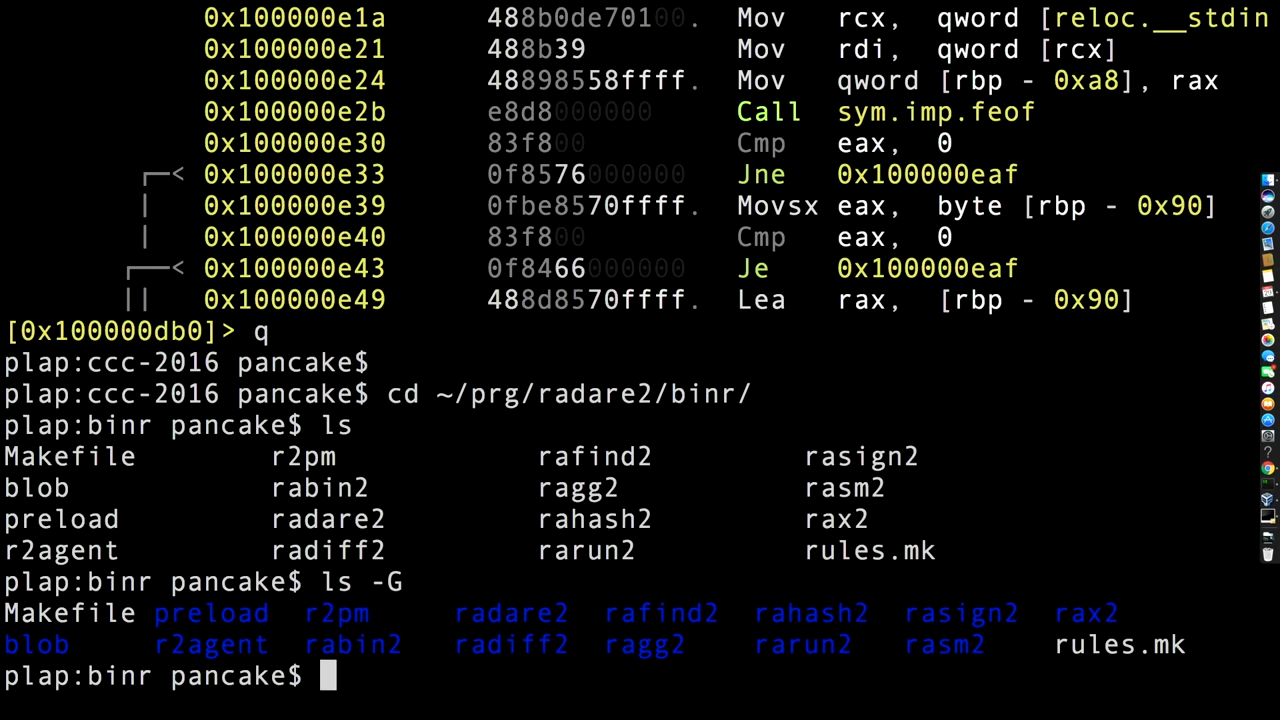 0x100000e1a 488b0de70100. Mov rcx, qword [reloc.__stdin
0x100000e21 488b39 Mov rdi, qword [rcx]
0x100000e24 48898558ffff. Mov qword [rbp - 0xa8], rax
0x100000e2b e8d8000000 Call sym.imp.feof
0x100000e30 83f800 Cmp eax, 0
┌─< 0x100000e33 0f8576000000 Jne 0x100000eaf
│ 0x100000e39 0fbe8570ffff. Movsx eax, byte [rbp - 0x90]
│ 0x100000e40 83f800 Cmp eax, 0
┌──< 0x100000e43 0f8466000000 Je 0x100000eaf
││ 0x100000e49 488d8570ffff. Lea rax, [rbp - 0x90]
[0x100000db0]> q
plap:ccc-2016 pancake$
plap:ccc-2016 pancake$ cd ~/prg/radare2/binr/
plap:binr pancake$ ls
Makefile r2pm rafind2 rasign2
blob rabin2 ragg2 rasm2
preload radare2 rahash2 rax2
r2agent radiff2 rarun2 rules.mk
plap:binr pancake$ ls -G
Makefile preload r2pm radare2 rafind2 rahash2 rasign2 rax2
blob r2agent rabin2 radiff2 ragg2 rarun2 rasm2 rules.mk
plap:binr pancake$